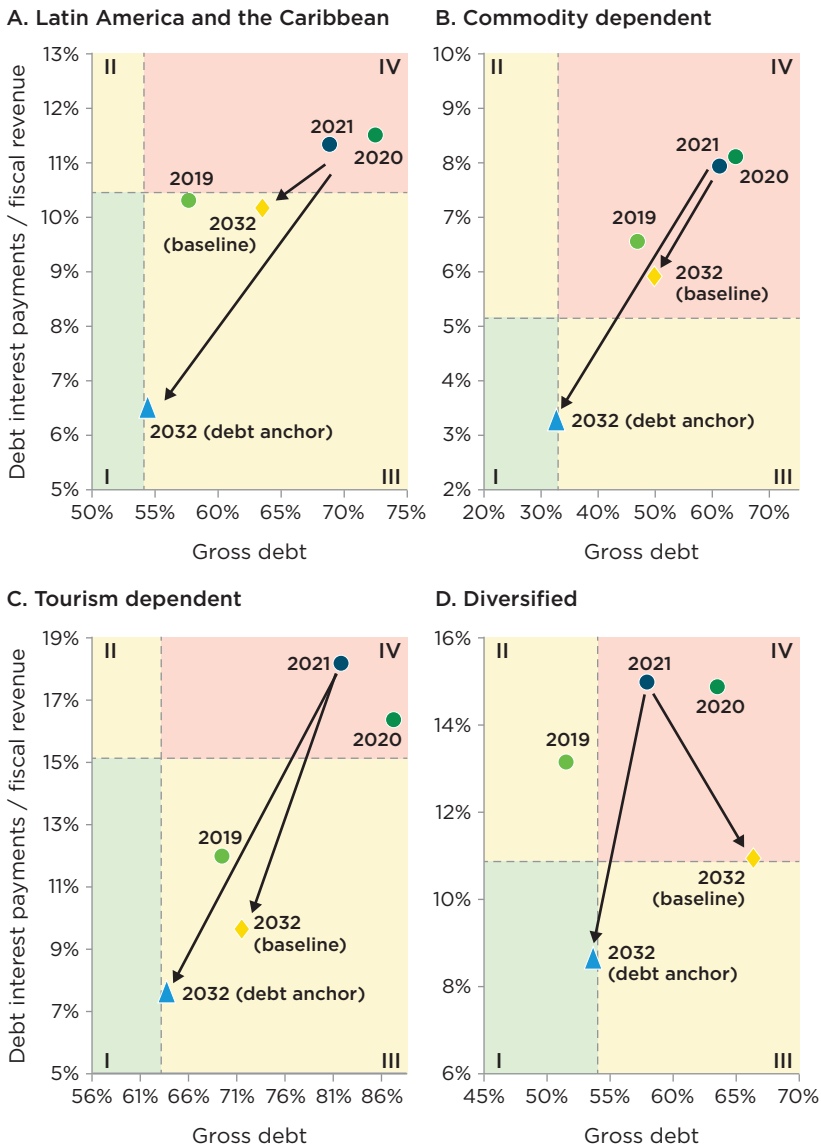 A. Latin America and the Caribbean
Debt interest payments / fiscal revenue
13%
12%
11%
10%
9%
8%
7%
6%
5%
II
IV
2021
2020
2019
2032
(baseline)
2032 (debt anchor)
I
III
50%
55%
60%
65%
70%
75%
Gross debt
B. Commodity dependent
10%
9%
8%
7%
6%
5%
4%
3%
2%
II
IV
2021
2020
2019
2032
(baseline)
2032 (debt anchor)
I
III
20%
30%
40%
50%
60%
70%
Gross debt
C. Tourism dependent
Debt interest payments / fiscal revenue
19%
17%
15%
13%
11%
9%
7%
5%
II
IV
2021
2020
2019
2032
(baseline)
2032 (debt anchor)
I
III
56%
61%
66%
71%
76%
81%
86%
Gross debt
D. Diversified
16%
14%
12%
10%
8%
6%
II
IV
2021
2020
2019
2032
(baseline)
2032
(debt anchor)
I
III
45%
50%
55%
60%
65%
70%
Gross debt